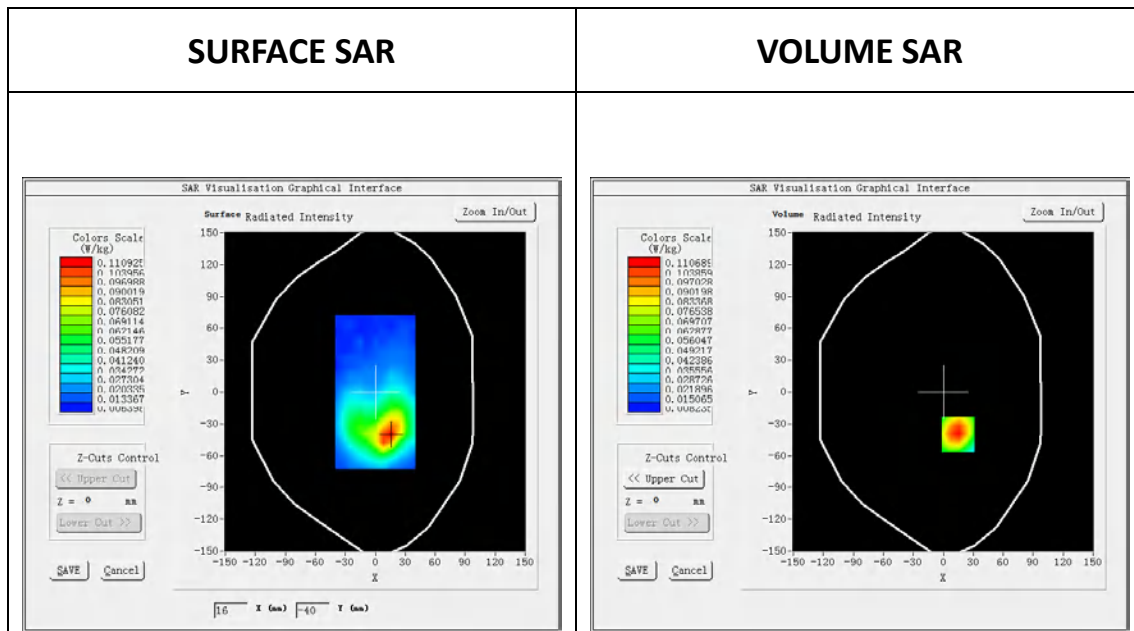 SURFACE SAR
VOLUME SAR
SAR Visualisation Graphical Interface
Surface Radiated Intensity
Zoom In/Out
Colors Scale
(W/kg)
0.103956
0.096988
0.090019
0.083051
0.076082
0.069114
0.062146
0.055177
0.048209
0.041240
0.034272
0.027304
0.020335
0.013367
150
120
90
60
30
0
-30
-60
-90
-120
-150
Y
-150 -120 -90 -60 -30 0 30 60 90 120 150
X
Z-Cuts Control
<< Upper Cut
Z = 0 mm
Lower Cut >>
SAVE Cancel
16 X (mm) -40 Y (mm)
SAR Visualisation Graphical Interface
Volume Radiated Intensity
Zoom In/Out
Colors Scale
(W/kg)
0.103859
0.097028
0.090198
0.083368
0.076538
0.069707
0.062877
0.056047
0.049217
0.042386
0.035556
0.028726
0.021896
0.015065
150
120
90
60
30
0
-30
-60
-90
-120
-150
Y
-150 -120 -90 -60 -30 0 30 60 90 120 150
X
Z-Cuts Control
<< Upper Cut
Z = 0 mm
Lower Cut >>
SAVE Cancel